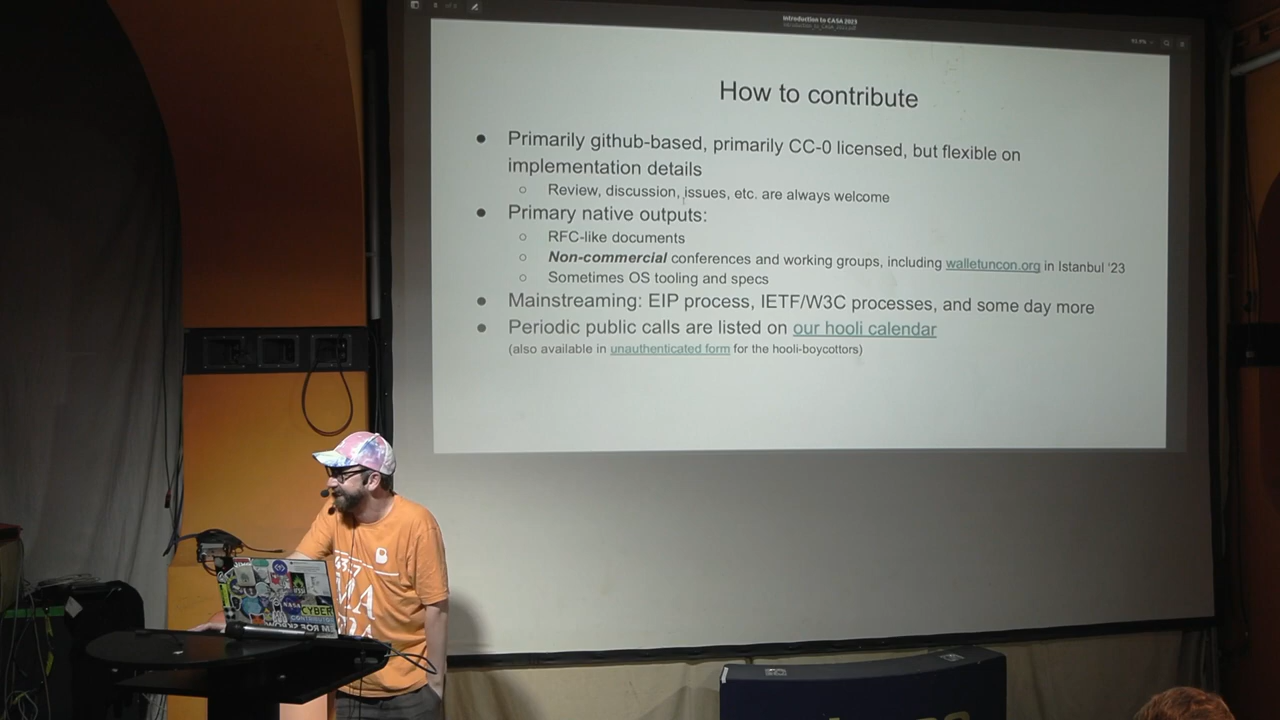 Introduction to CASA 2023
How to contribute
● Primarily github-based, primarily CC-0 licensed, but flexible on
implementation details
○ Review, discussion, issues, etc. are always welcome
● Primary native outputs:
○ RFC-like documents
○ Non-commercial conferences and working groups, including walletuncon.org in Istanbul '23
○ Sometimes OS tooling and specs
● Mainstreaming: EIP process, IETF/W3C processes, and some day more
● Periodic public calls are listed on our hooli calendar
(also available in unauthenticated form for the hooli-boycottors)
NASA
CYBER